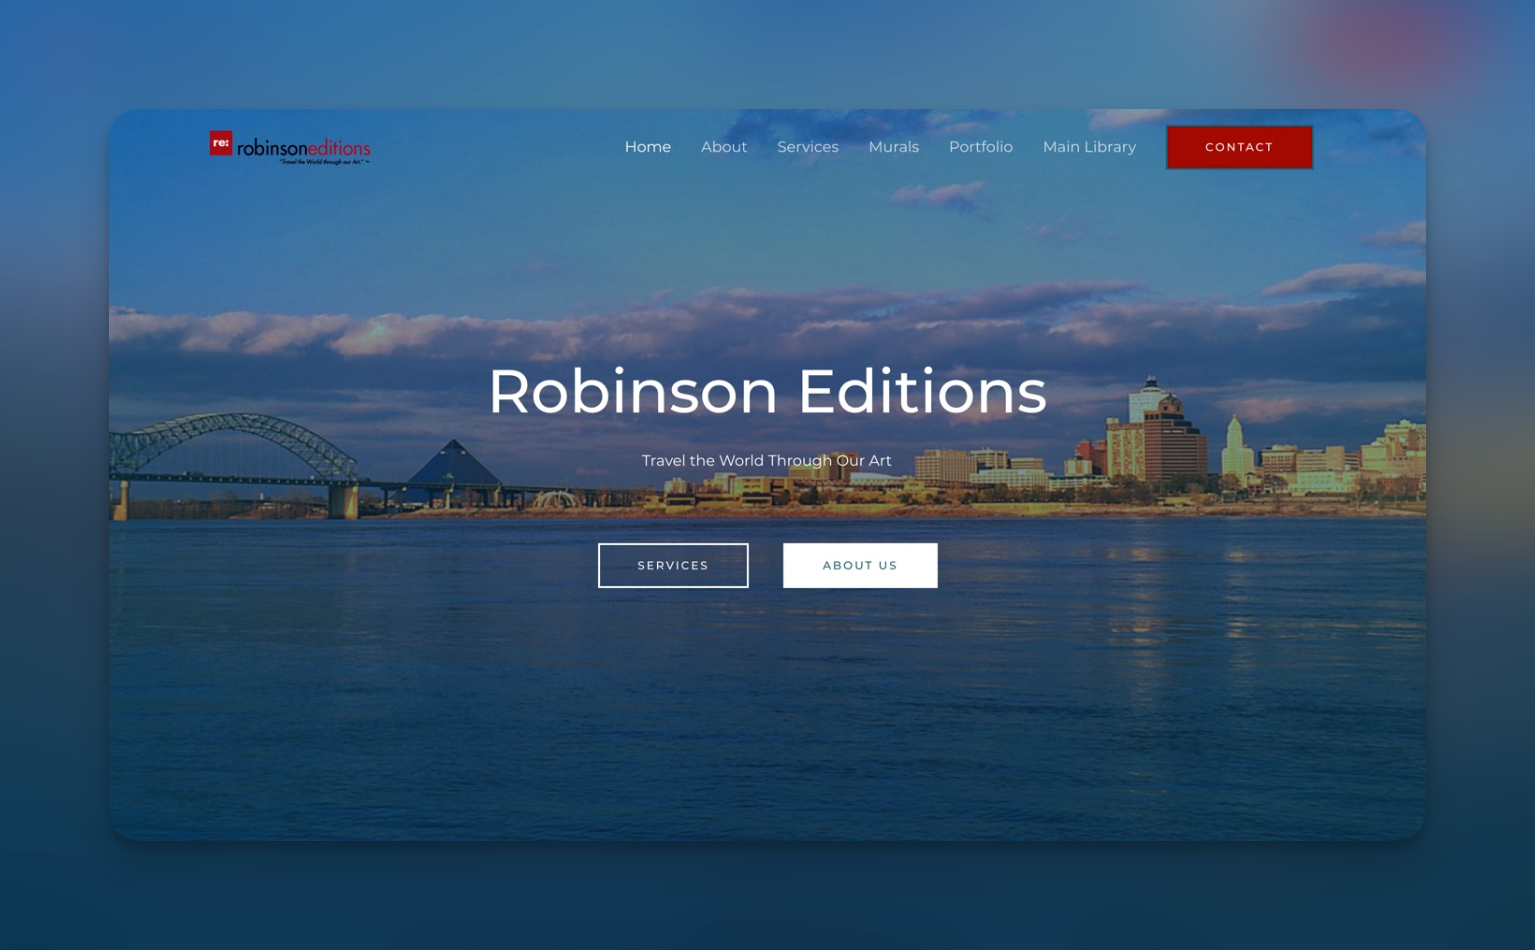 re: robinsoneditions
"Travel the World through our Art." ™
Home About Services Murals Portfolio Main Library CONTACT
Robinson Editions
Travel the World Through Our Art
SERVICES ABOUT US